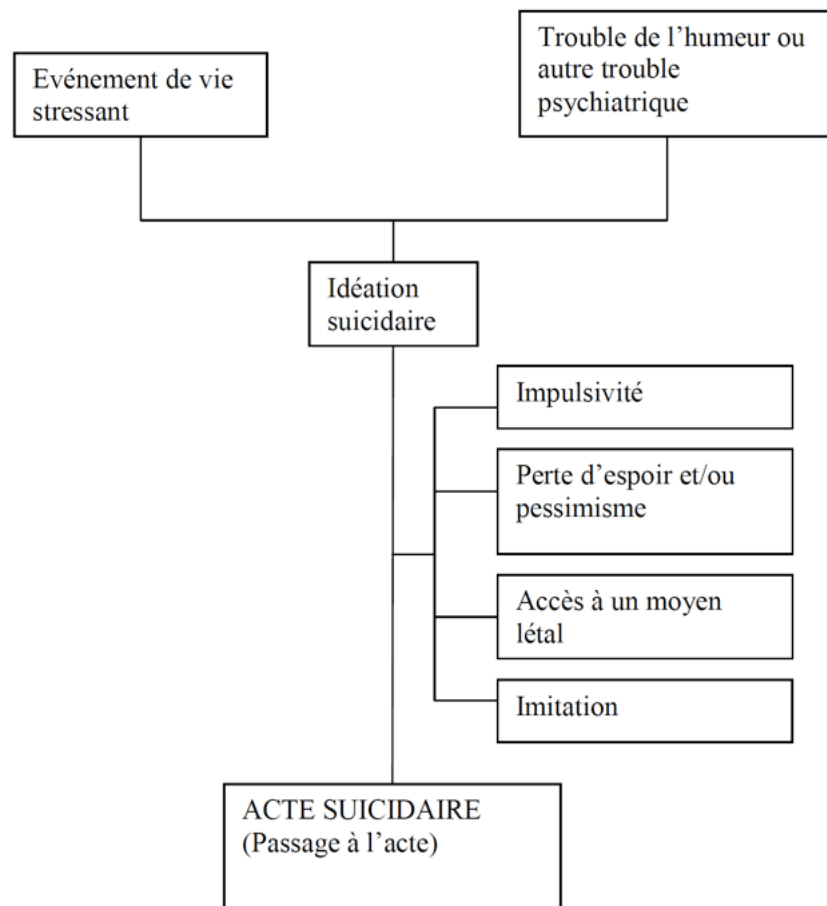 Evénement de vie
stressant
Trouble de l’humeur ou
autre trouble
psychiatrique
Idéation
suicidaire
Impulsivité
Perte d’espoir et/ou
pessimisme
Accès à un moyen
létal
Imitation
ACTE SUICIDAIRE
(Passage à l’acte)